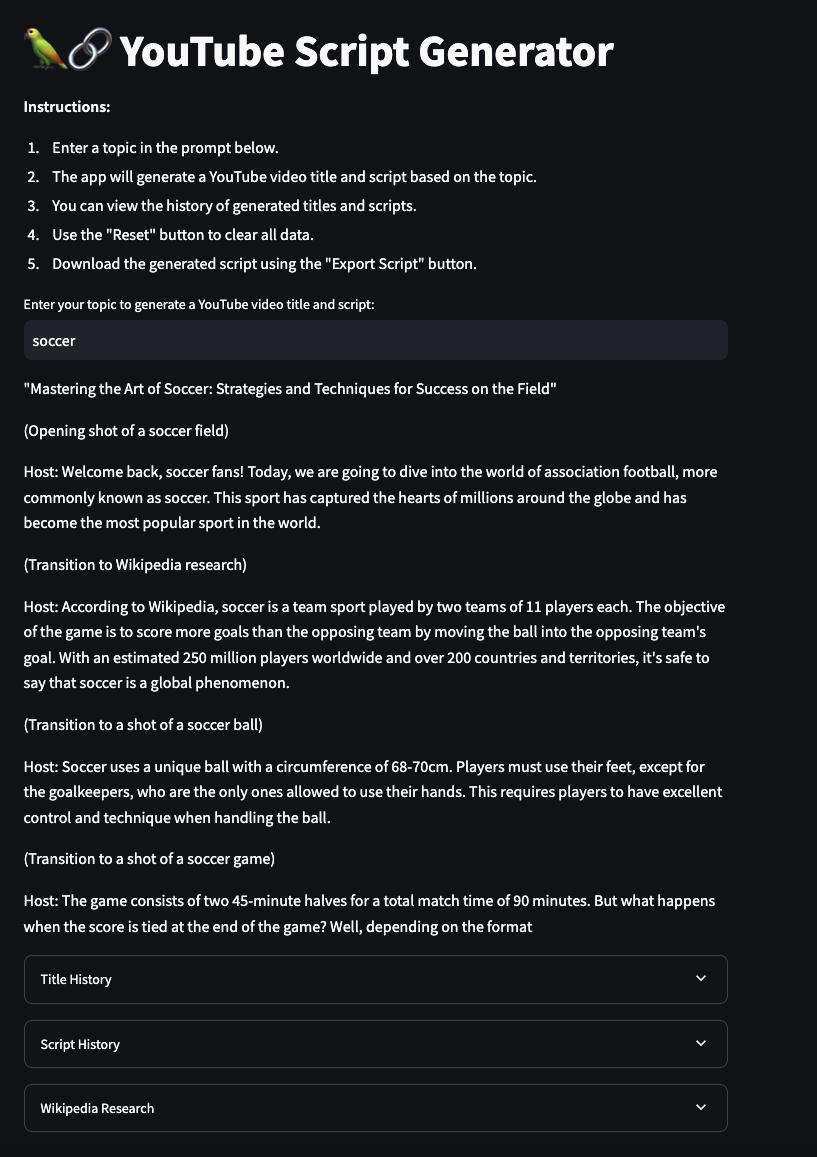 YouTube Script Generator
Instructions:
1. Enter a topic in the prompt below.
2. The app will generate a YouTube video title and script based on the topic.
3. You can view the history of generated titles and scripts.
4. Use the "Reset" button to clear all data.
5. Download the generated script using the "Export Script" button.
Enter your topic to generate a YouTube video title and script:
soccer
"Mastering the Art of Soccer: Strategies and Techniques for Success on the Field"
(Opening shot of a soccer field)
Host: Welcome back, soccer fans! Today, we are going to dive into the world of association football, more
commonly known as soccer. This sport has captured the hearts of millions around the globe and has
become the most popular sport in the world.
(Transition to Wikipedia research)
Host: According to Wikipedia, soccer is a team sport played by two teams of 11 players each. The objective
of the game is to score more goals than the opposing team by moving the ball into the opposing team's
goal. With an estimated 250 million players worldwide and over 200 countries and territories, it's safe to
say that soccer is a global phenomenon.
(Transition to a shot of a soccer ball)
Host: Soccer uses a unique ball with a circumference of 68-70cm. Players must use their feet, except for
the goalkeepers, who are the only ones allowed to use their hands. This requires players to have excellent
control and technique when handling the ball.
(Transition to a shot of a soccer game)
Host: The game consists of two 45-minute halves for a total match time of 90 minutes. But what happens
when the score is tied at the end of the game? Well, depending on the format
Title History
Script History
Wikipedia Research